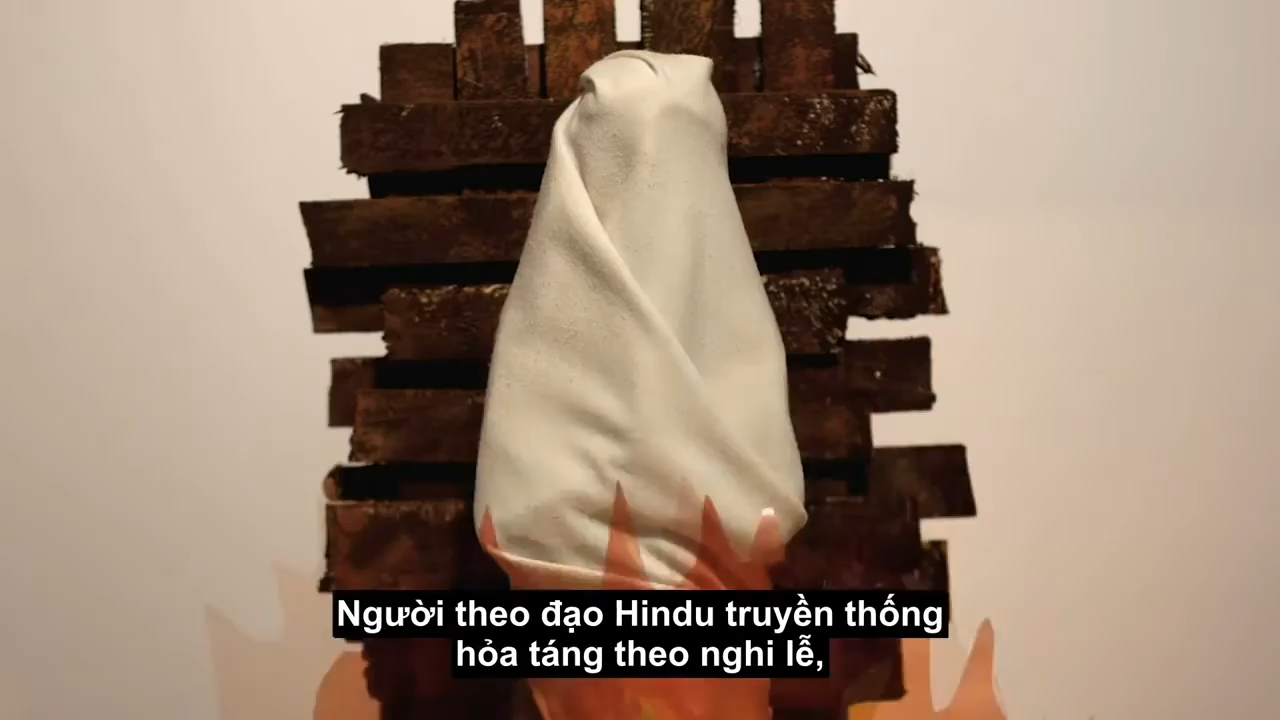 Người theo đạo Hindu truyền thống
hỏa táng theo nghi lễ,